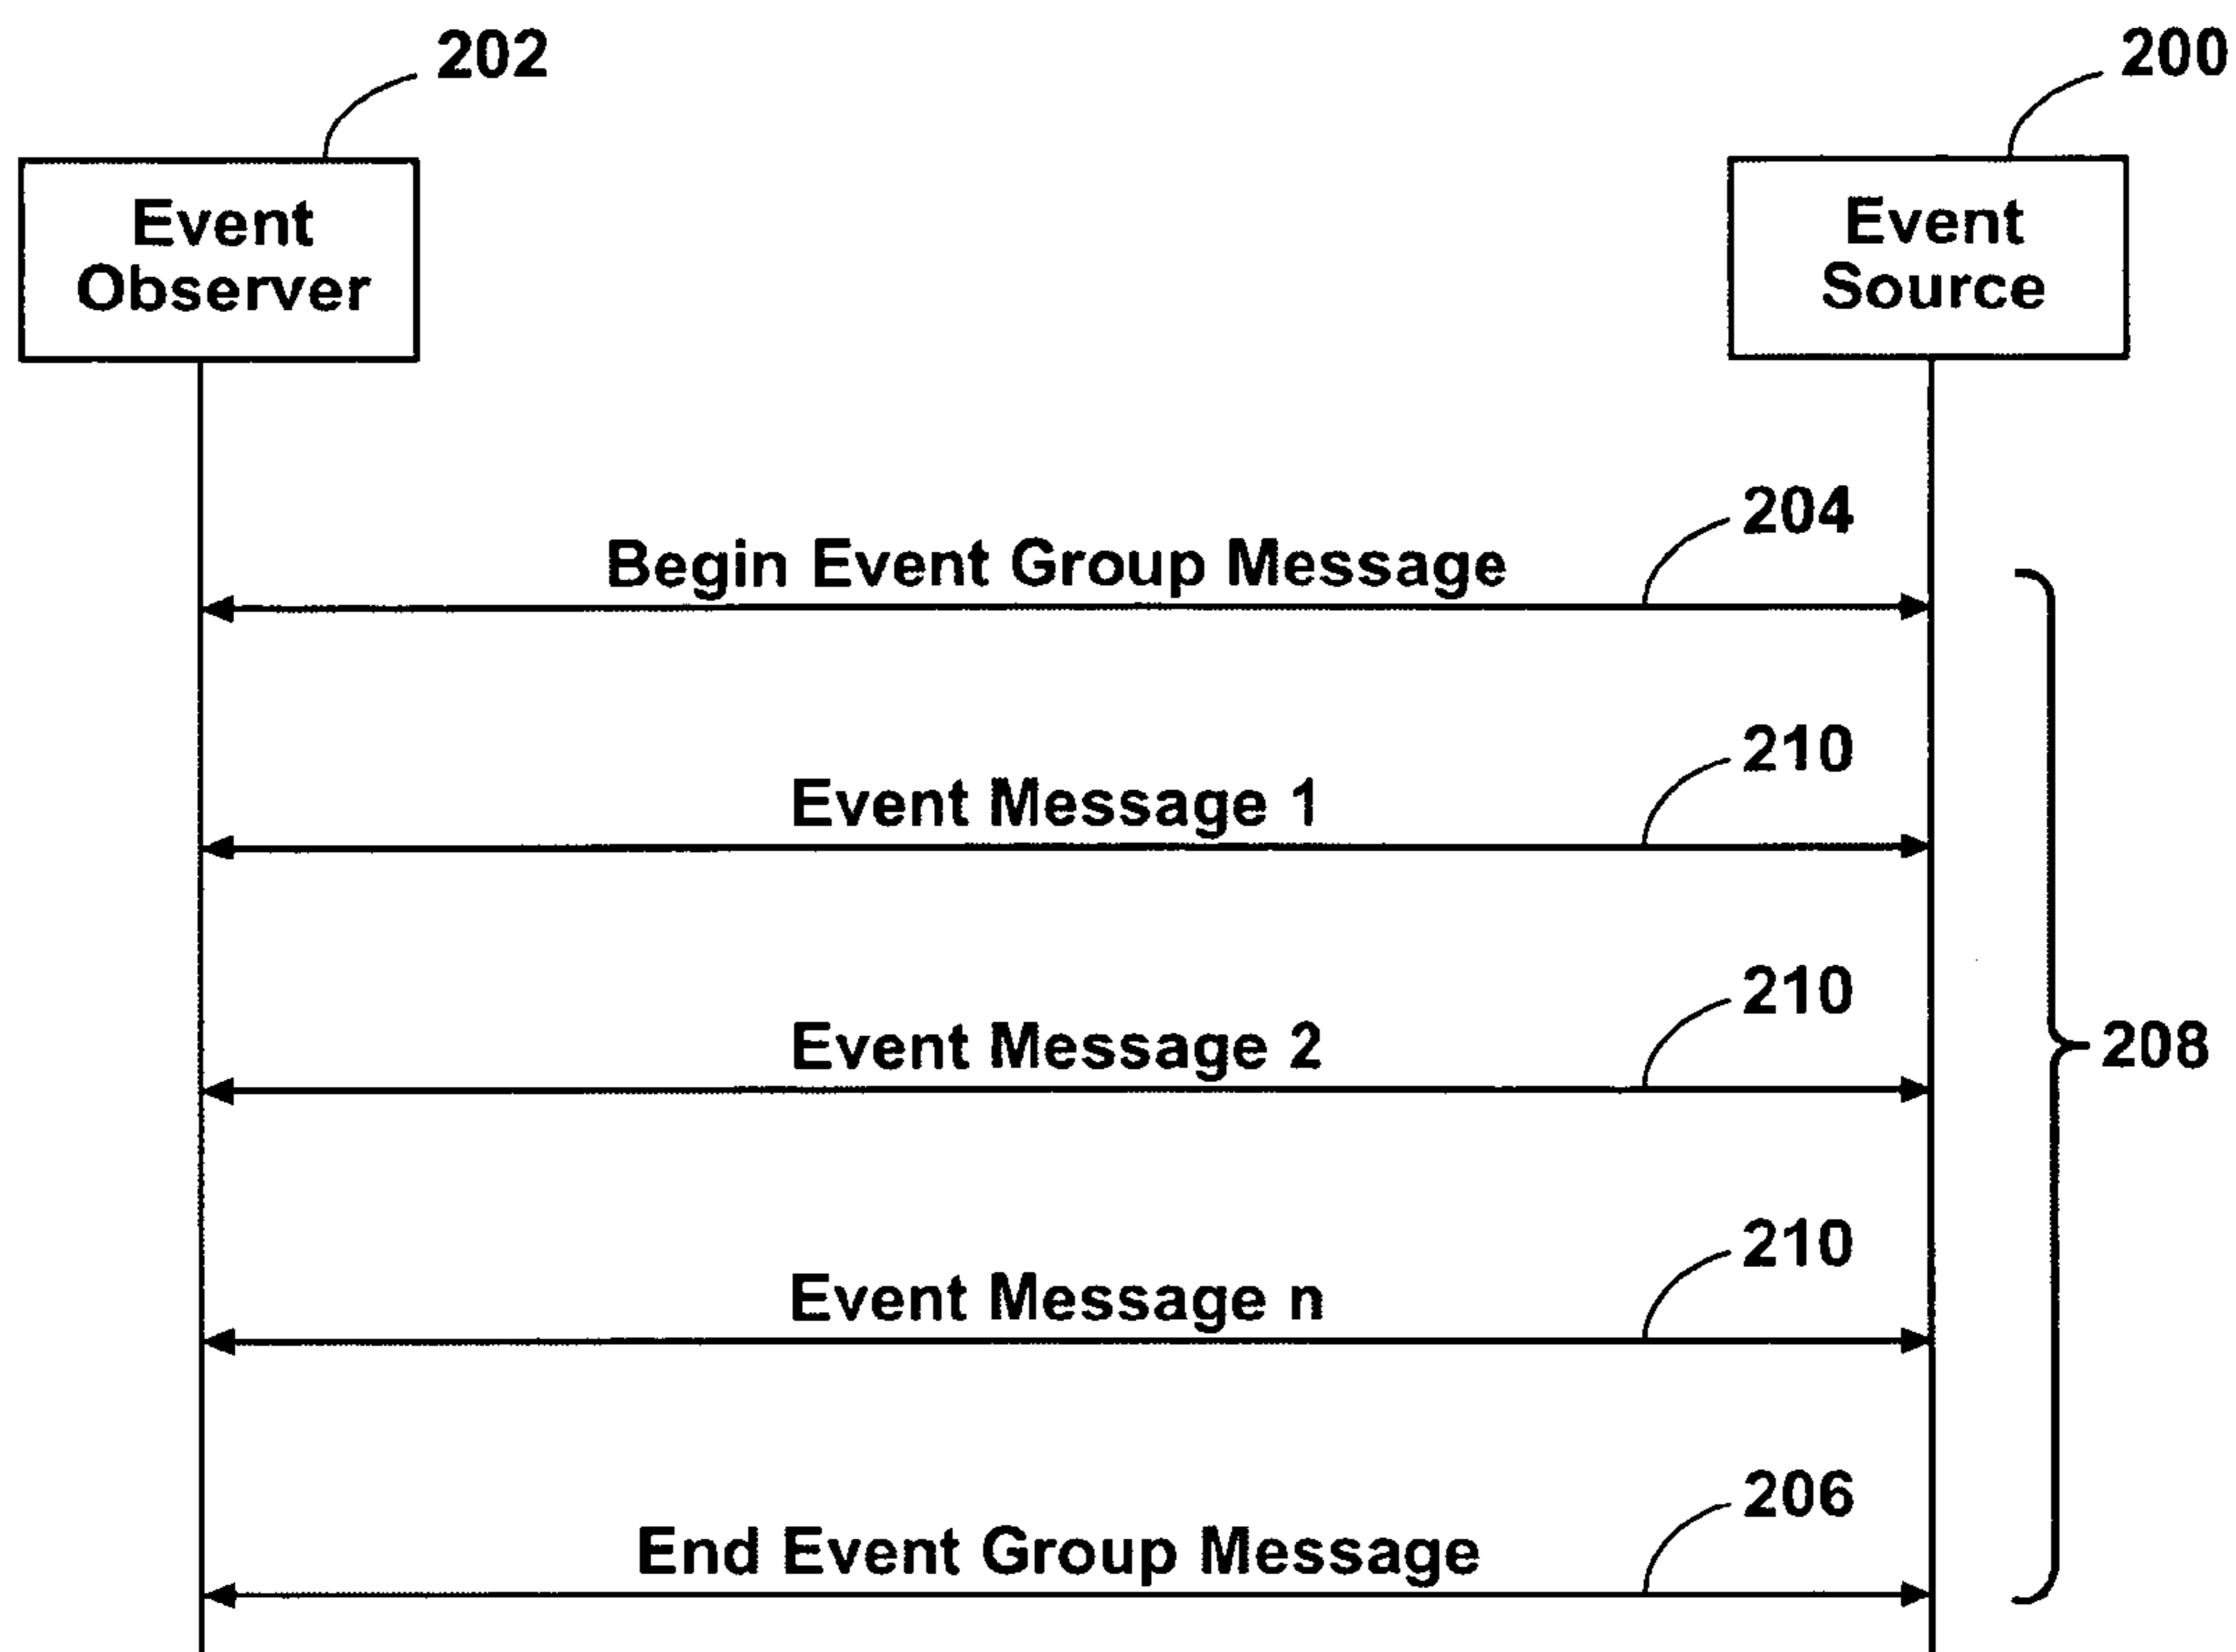 202
200
Event
Observer
Event
Source
204
Begin Event Group Message
210
Event Message 1
210
Event Message 2
208
210
Event Message n
206
End Event Group Message